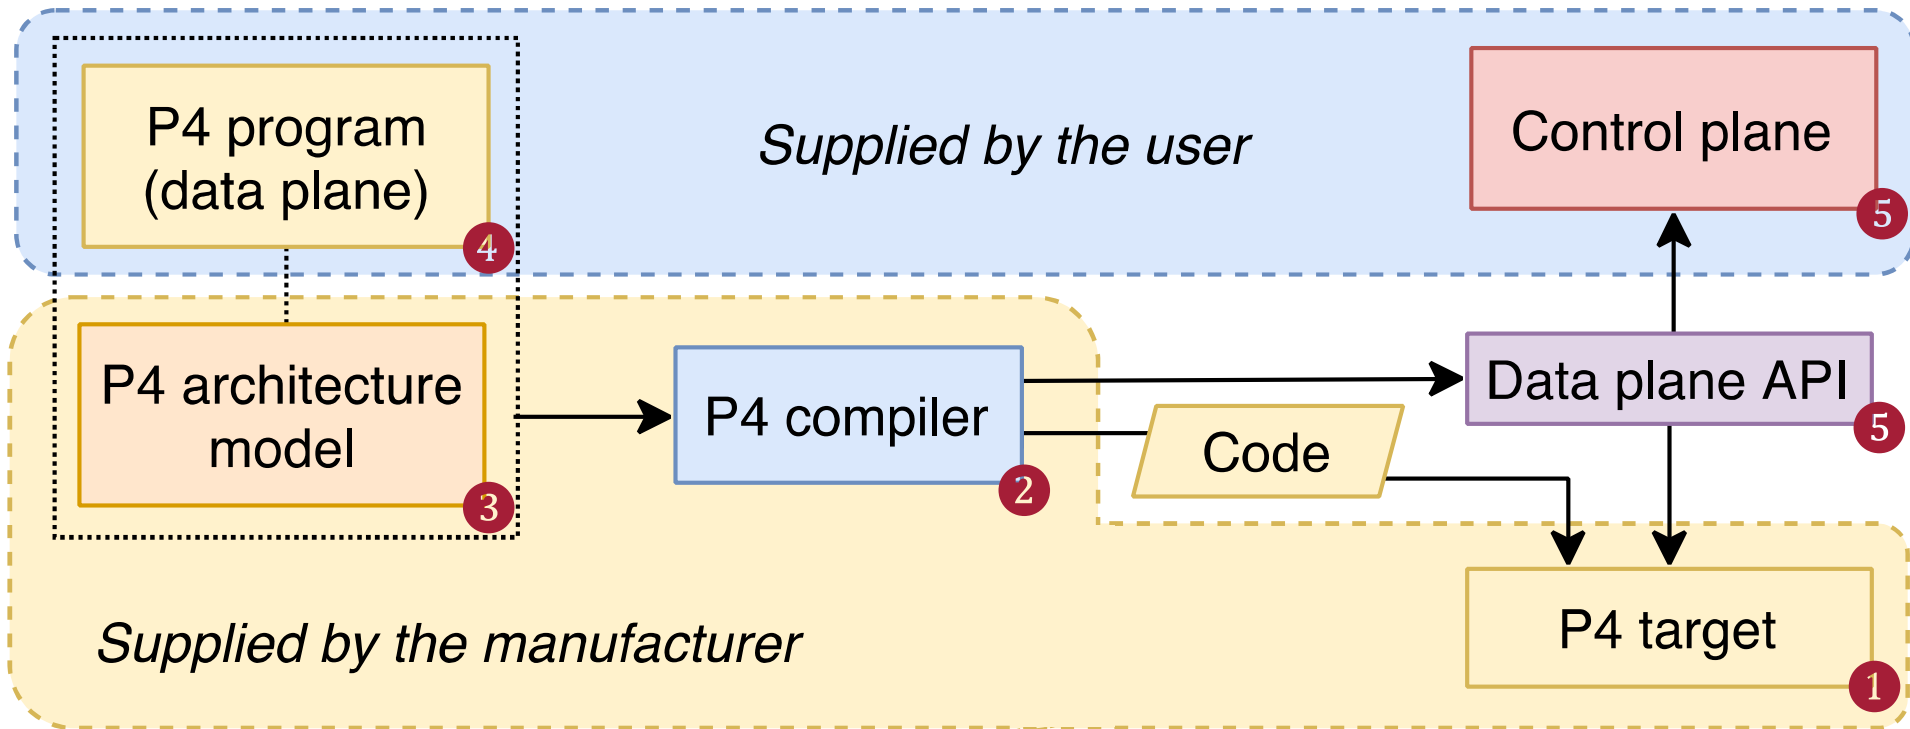 P4 program
(data plane)
4
Supplied by the user
Control plane
5
P4 architecture
model
3
P4 compiler
2
Data plane API
5
Code
Supplied by the manufacturer
P4 target
1